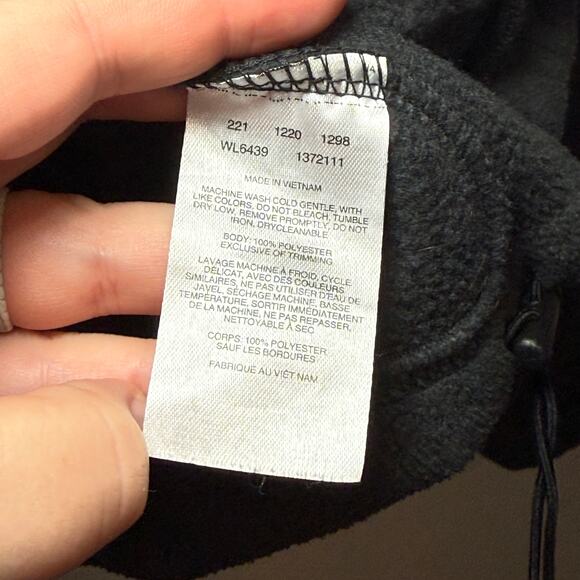 221 1220 1298
WL6439 1372111
MADE IN VIETNAM
MACHINE WASH COLD GENTLE, WITH
LIKE COLORS. DO NOT BLEACH. TUMBLE
DRY LOW, REMOVE PROMPTLY, DO NOT
IRON, DRYCLEANABLE
BODY: 100% POLYESTER
EXCLUSIVE OF TRIMMING
LAVAGE MACHINE À FROID, CYCLE
DÉLICAT, AVEC DES COULEURS
SIMILAIRES, NE PAS UTILISER D'EAU DE
JAVEL, SÉCHAGE MACHINE, BASSE
TEMPÉRATURE, SORTIR IMMÉDIATEMENT
DE LA MACHINE, NE PAS REPASSER,
NETTOYABLE À SEC
CORPS: 100% POLYESTER
SAUF LES BORDURES
FABRIQUÉ AU VIÊT NAM